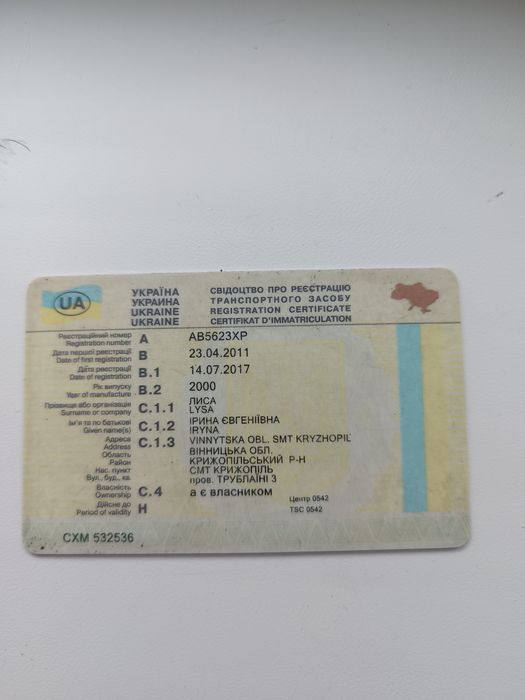 UA
УКРАЇНА
УКРАИНА
UKRAINE
UKRAINE
СВІДОЦТВО ПРО РЕЄСТРАЦІЮ
ТРАНСПОРТНОГО ЗАСОБУ
REGISTRATION CERTIFICATE
CERTIFIKAT D'IMMATRICULATION
Реєстраційний номер
Registration number
A
АВ5623ХР
Дата першої реєстрації
Date of first registration
B
23.04.2011
Дата реєстрації
Date of registration
B.1
14.07.2017
Рік випуску
Year of manufacture
B.2
2000
Прізвище або організація
Surname or company
C.1.1
ЛИСА
LYSA
Ім'я та по батькові
Given name(s)
C.1.2
ІРИНА ЄВГЕНІЇВНА
IRYNA
Адреса
Address
Область
Район
Нас. пункт
Вул., буд., кв.
C.1.3
VINNYTSKA OBL. SMT KRYZHOPIL
ВІННИЦЬКА ОБЛ.
КРИЖОПІЛЬСЬКИЙ Р-Н
СМТ КРИЖОПІЛЬ
пров. ТРУБЛАЇНІ 3
Власність
Ownership
C.4
а є власником
Дійсне до
Period of validity
H
Центр 0542
TSC 0542
СХМ 532536